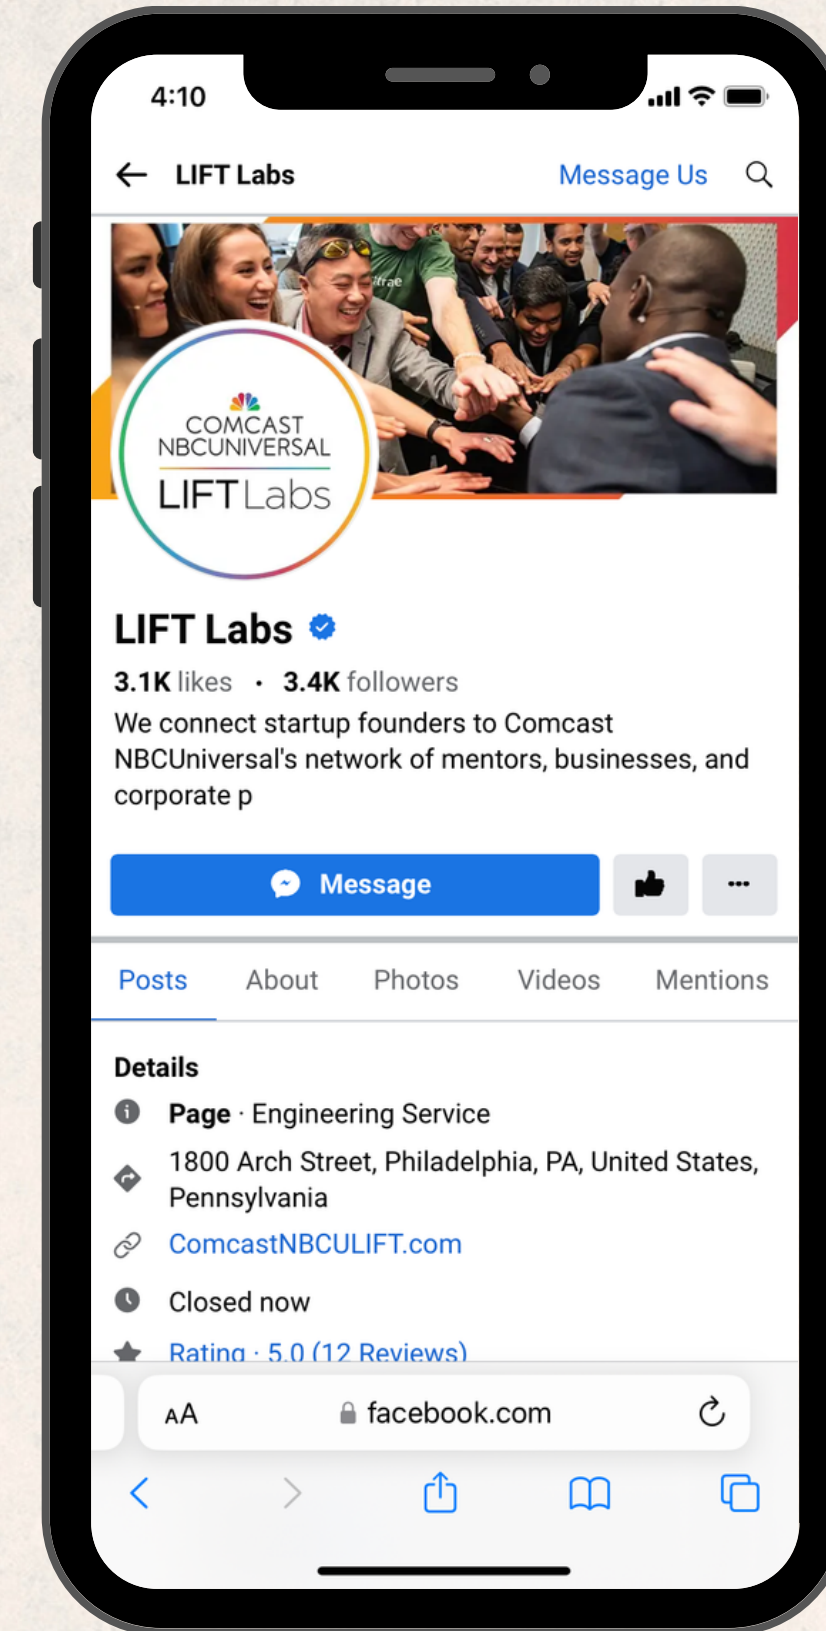 4:10
LIFT Labs Message Us
trae
COMCAST
NBCUNIVERSAL
LIFTLabs
LIFT Labs
3.1K likes · 3.4K followers
We connect startup founders to Comcast
NBCUniversal's network of mentors, businesses, and
corporate p
Message
Posts About Photos Videos Mentions
Details
Page · Engineering Service
1800 Arch Street, Philadelphia, PA, United States,
Pennsylvania
ComcastNBCULIFT.com
Closed now
Rating · 5.0 (12 Reviews)
AA facebook.com